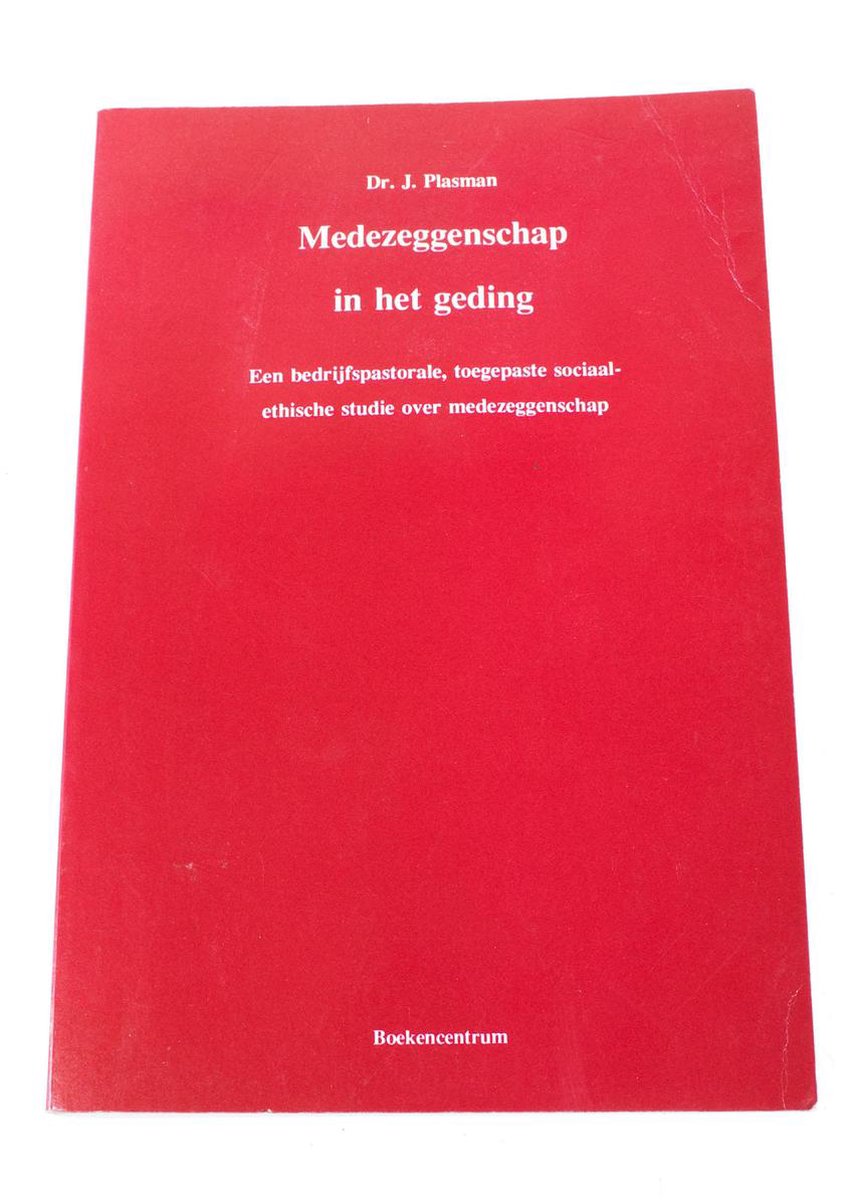 Dr. J. Plasman
Medezeggenschap
in het geding
Een bedrijfspastorale, toegepaste sociaal-
ethische studie over medezeggenschap
Boekencentrum